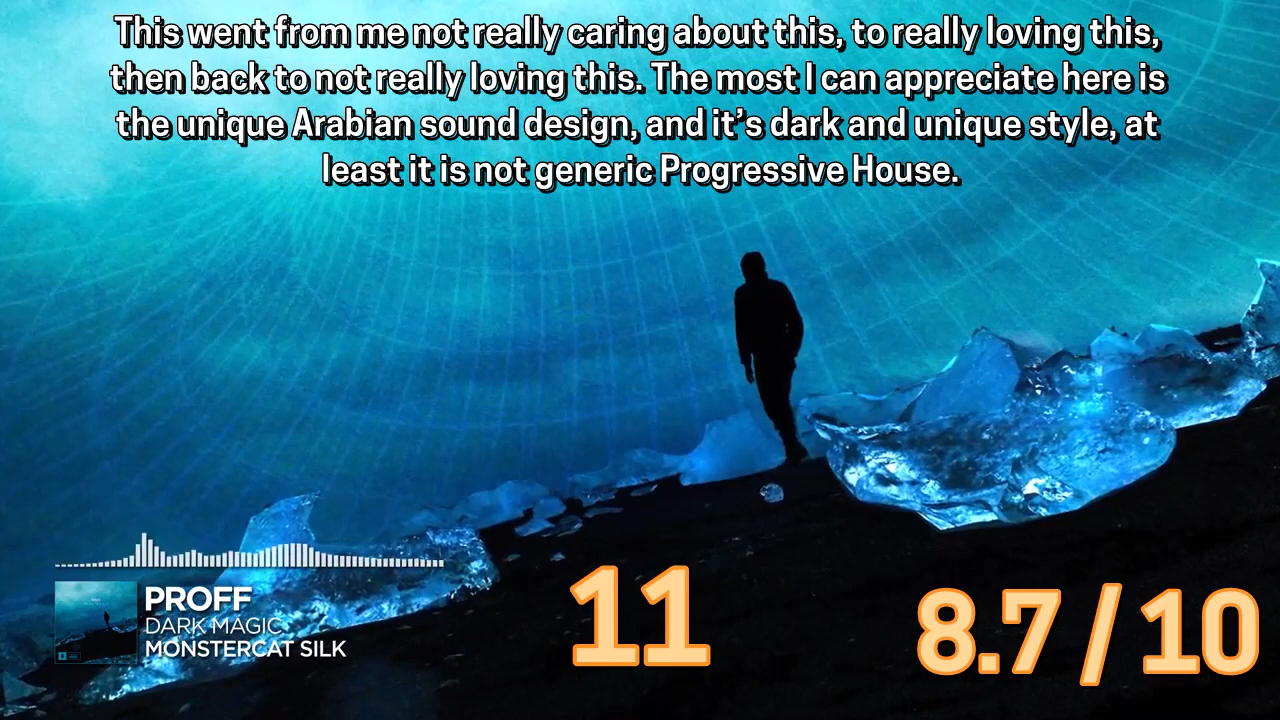 This went from me not really caring about this, to really loving this,
then back to not really loving this. The most I can appreciate here is
the unique Arabian sound design, and it’s dark and unique style, at
least it is not generic Progressive House.
PROFF
DARK MAGIC
MONSTERCAT SILK
11
8.7 / 10